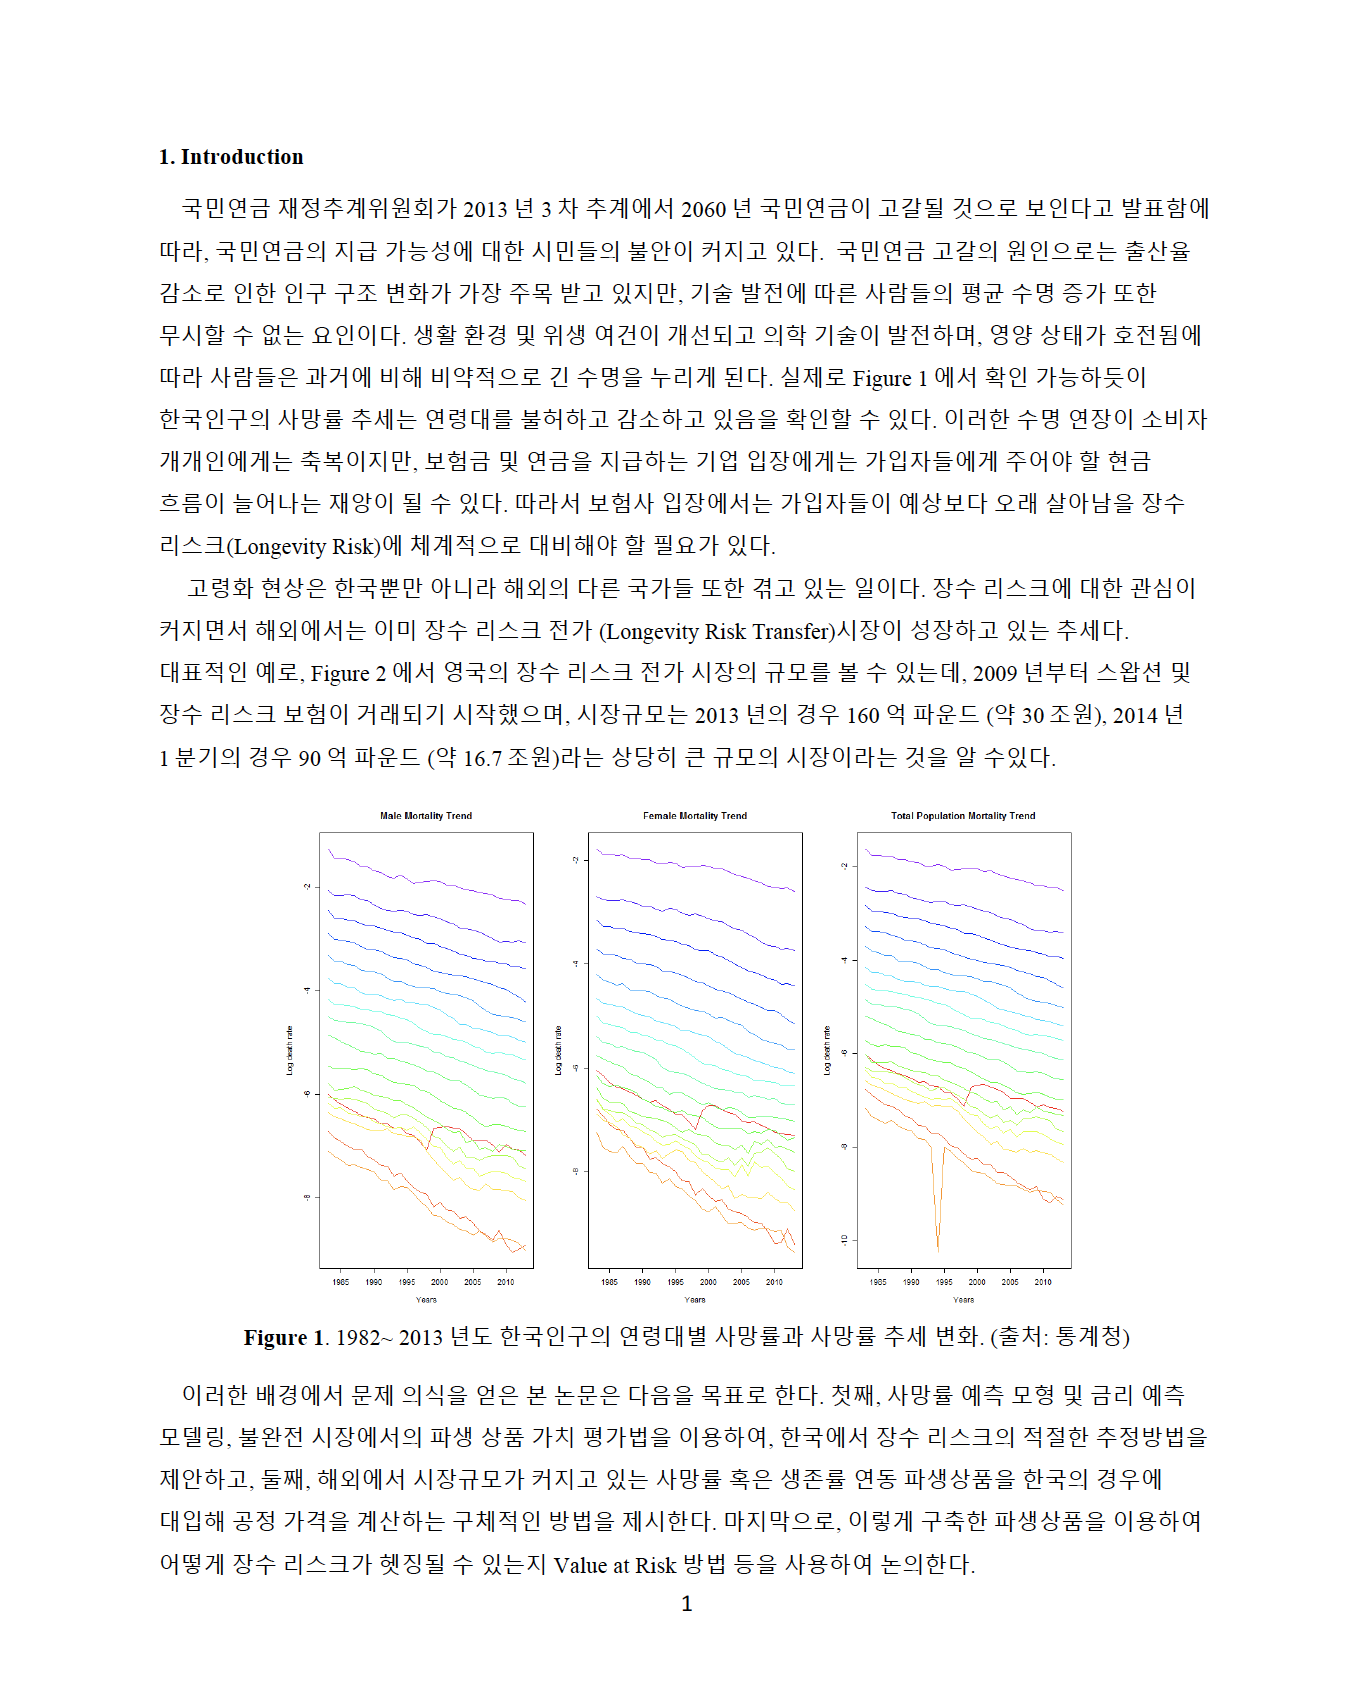 1. Introduction
국민연금 재정추계위원회가 2013 년 3 차 추계에서 2060 년 국민연금이 고갈될 것으로 보인다고 발표함에
따라, 국민연금의 지급 가능성에 대한 시민들의 불안이 커지고 있다. 국민연금 고갈의 원인으로는 출산율
감소로 인한 인구 구조 변화가 가장 주목 받고 있지만, 기술 발전에 따른 사람들의 평균 수명 증가 또한
무시할 수 없는 요인이다. 생활 환경 및 위생 여건이 개선되고 의학 기술이 발전하며, 영양 상태가 호전됨에
따라 사람들은 과거에 비해 비약적으로 긴 수명을 누리게 된다. 실제로 Figure 1 에서 확인 가능하듯이
한국인구의 사망률 추세는 연령대를 불허하고 감소하고 있음을 확인할 수 있다. 이러한 수명 연장이 소비자
개개인에게는 축복이지만, 보험금 및 연금을 지급하는 기업 입장에게는 가입자들에게 주어야 할 현금
흐름이 늘어나는 재앙이 될 수 있다. 따라서 보험사 입장에서는 가입자들이 예상보다 오래 살아남을 장수
리스크(Longevity Risk)에 체계적으로 대비해야 할 필요가 있다.
고령화 현상은 한국뿐만 아니라 해외의 다른 국가들 또한 겪고 있는 일이다. 장수 리스크에 대한 관심이
커지면서 해외에서는 이미 장수 리스크 전가 (Longevity Risk Transfer)시장이 성장하고 있는 추세다.
대표적인 예로, Figure 2 에서 영국의 장수 리스크 전가 시장의 규모를 볼 수 있는데, 2009 년부터 스왑션 및
장수 리스크 보험이 거래되기 시작했으며, 시장규모는 2013 년의 경우 160 억 파운드 (약 30 조원), 2014 년
1 분기의 경우 90 억 파운드 (약 16.7 조원)라는 상당히 큰 규모의 시장이라는 것을 알 수있다.
Male Mortality Trend
Log death rate
-2
-4
-6
-8
1985 1990 1995 2000 2005 2010
Years
Female Mortality Trend
Log death rate
-2
-4
-6
-8
1985 1990 1995 2000 2005 2010
Years
Total Population Mortality Trend
Log death rate
-2
-4
-6
-8
-10
1985 1990 1995 2000 2005 2010
Years
Figure 1. 1982~ 2013 년도 한국인구의 연령대별 사망률과 사망률 추세 변화. (출처: 통계청)
이러한 배경에서 문제 의식을 얻은 본 논문은 다음을 목표로 한다. 첫째, 사망률 예측 모형 및 금리 예측
모델링, 불완전 시장에서의 파생 상품 가치 평가법을 이용하여, 한국에서 장수 리스크의 적절한 추정방법을
제안하고, 둘째, 해외에서 시장규모가 커지고 있는 사망률 혹은 생존률 연동 파생상품을 한국의 경우에
대입해 공정 가격을 계산하는 구체적인 방법을 제시한다. 마지막으로, 이렇게 구축한 파생상품을 이용하여
어떻게 장수 리스크가 헷징될 수 있는지 Value at Risk 방법 등을 사용하여 논의한다.
1